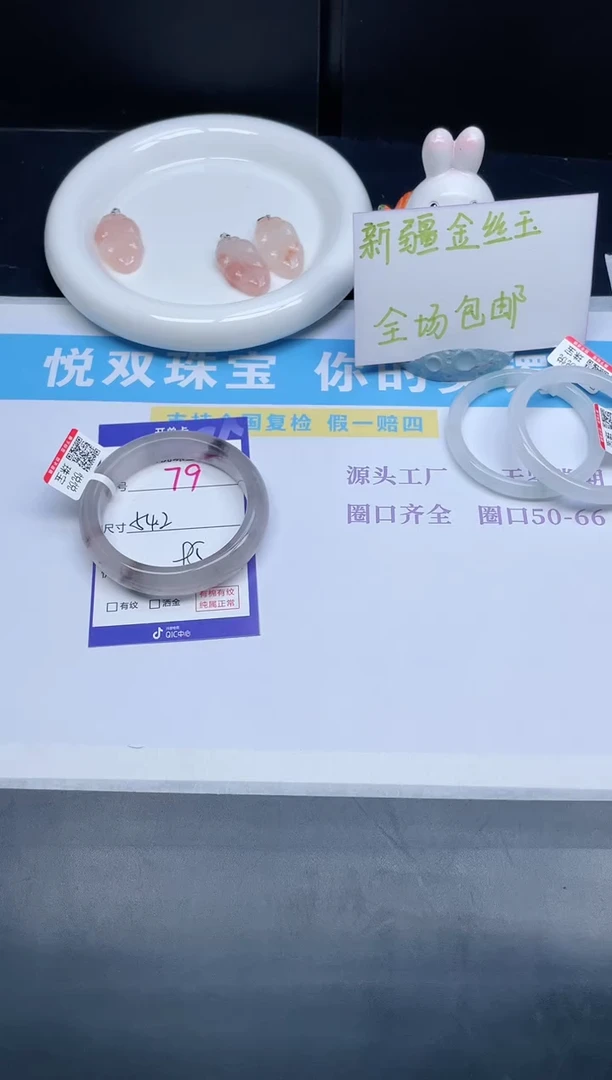 新疆金丝玉
全场包邮
悦双珠宝 你的
支持全国复检 假一赔四
源头工厂
圈口齐全 圈口50-66
号 79
尺寸 542
有纹 洒金
有棉有纹
纯属正常
QIC中心